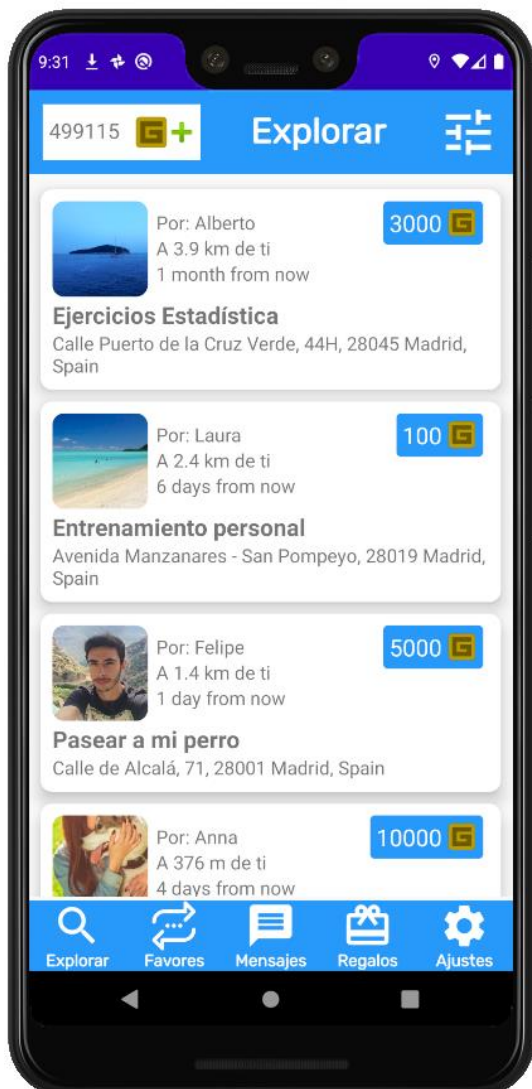 9:31
499115 G+
Explorar
Por: Alberto
3000 G
A 3.9 km de ti
1 month from now
Ejercicios Estadística
Calle Puerto de la Cruz Verde, 44H, 28045 Madrid,
Spain
Por: Laura
100 G
A 2.4 km de ti
6 days from now
Entrenamiento personal
Avenida Manzanares - San Pompeyo, 28019 Madrid,
Spain
Por: Felipe
5000 G
A 1.4 km de ti
1 day from now
Pasear a mi perro
Calle de Alcalá, 71, 28001 Madrid, Spain
Por: Anna
10000 G
A 376 m de ti
4 days from now
Explorar Favores Mensajes Regalos Ajustes